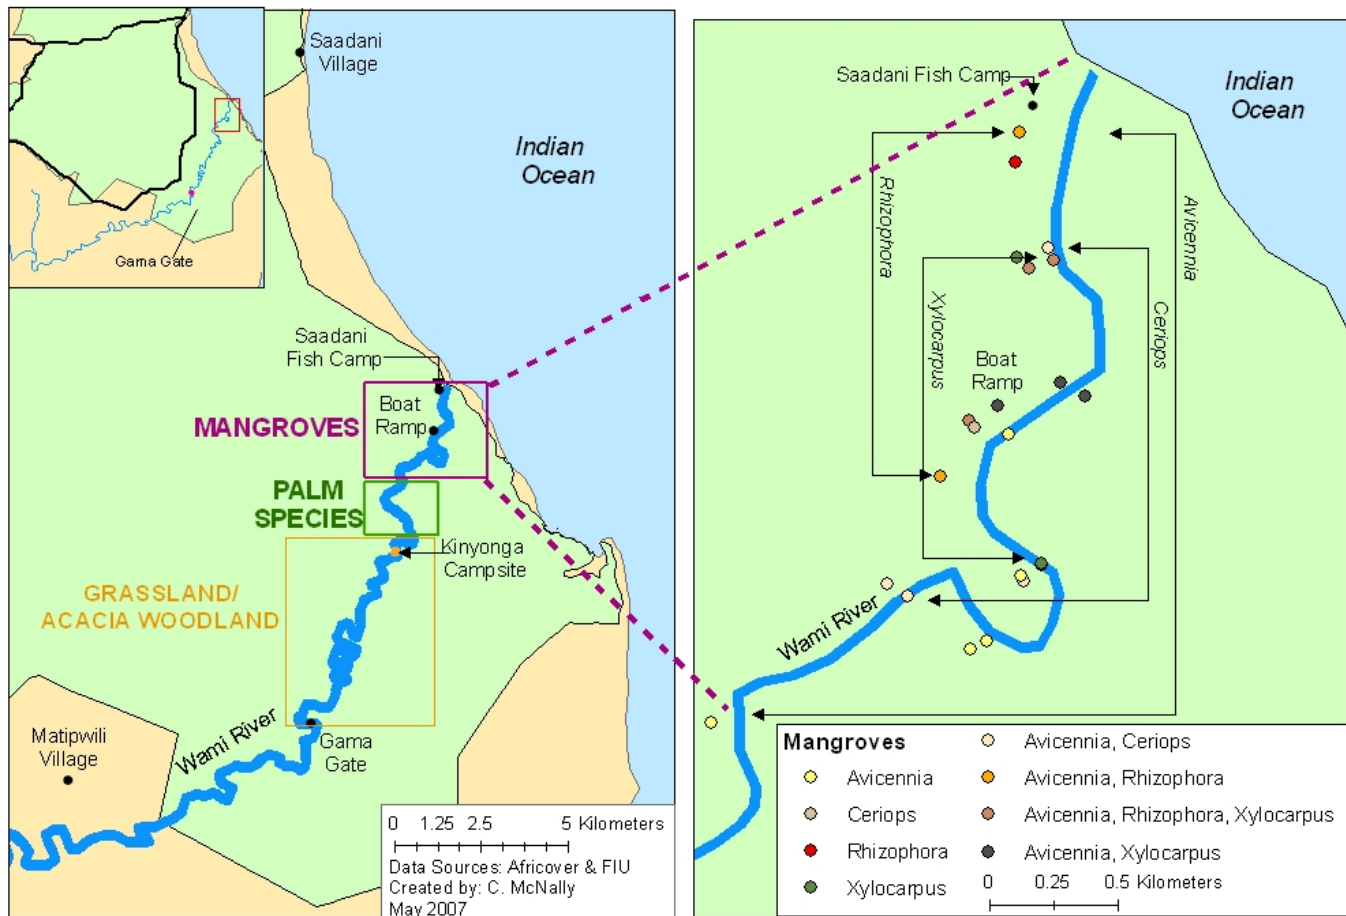 Saadani
Village
Indian
Ocean
Gama Gate
Saadani
Fish Camp
Boat
Ramp
MANGROVES
PALM
SPECIES
Kinyonga
Campsite
GRASSLAND/
ACACIA WOODLAND
Matipwili
Village
Wami River
Gama
Gate
0 1.25 2.5 5 Kilometers
Data Sources: Africover & FIU
Created by: C. McNally
May 2007
Saadani Fish Camp
Indian
Ocean
Rhizophora
Avicennia
Xylocarpus
Ceriops
Boat
Ramp
Wami River
Mangroves
Avicennia
Ceriops
Rhizophora
Xylocarpus
Avicennia, Ceriops
Avicennia, Rhizophora
Avicennia, Rhizophora, Xylocarpus
Avicennia, Xylocarpus
0 0.25 0.5 Kilometers